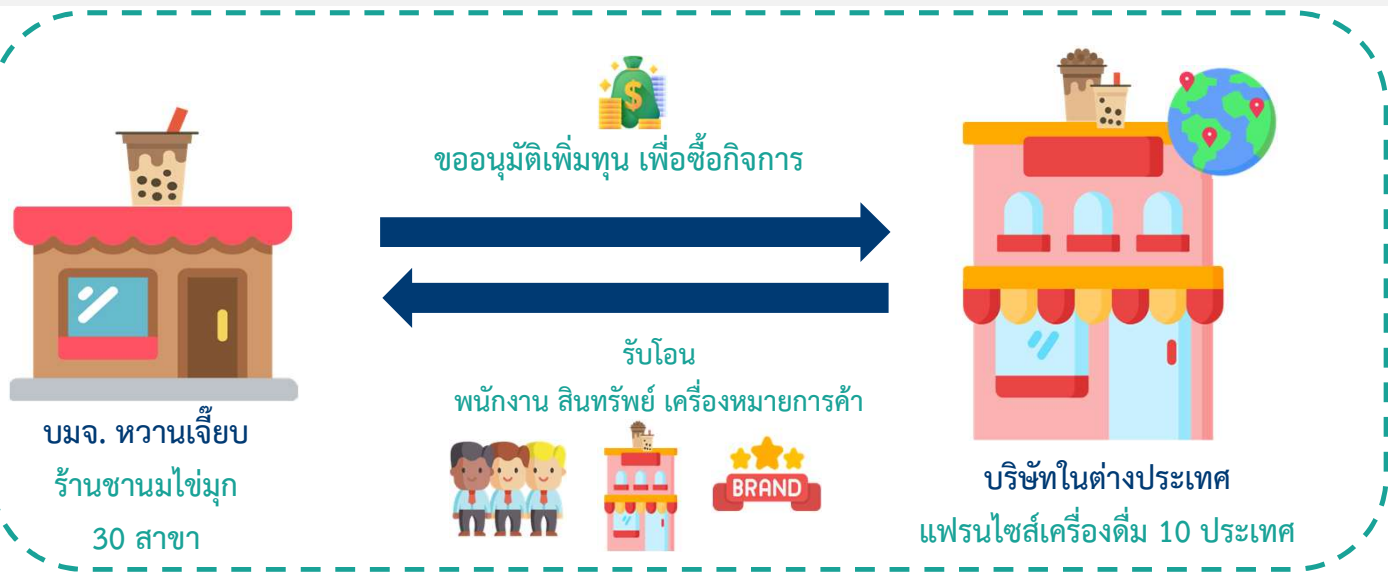 ขออนุมัติเพิ่มทุน เพื่อซื้อกิจการ
รับโอน
พนักงาน สินทรัพย์ เครื่องหมายการค้า
BRAND
บมจ. หวานเจี๊ยบ
ร้านชานมไข่มุก
30 สาขา
บริษัทในต่างประเทศ
แฟรนไซส์เครื่องดื่ม 10 ประเทศ